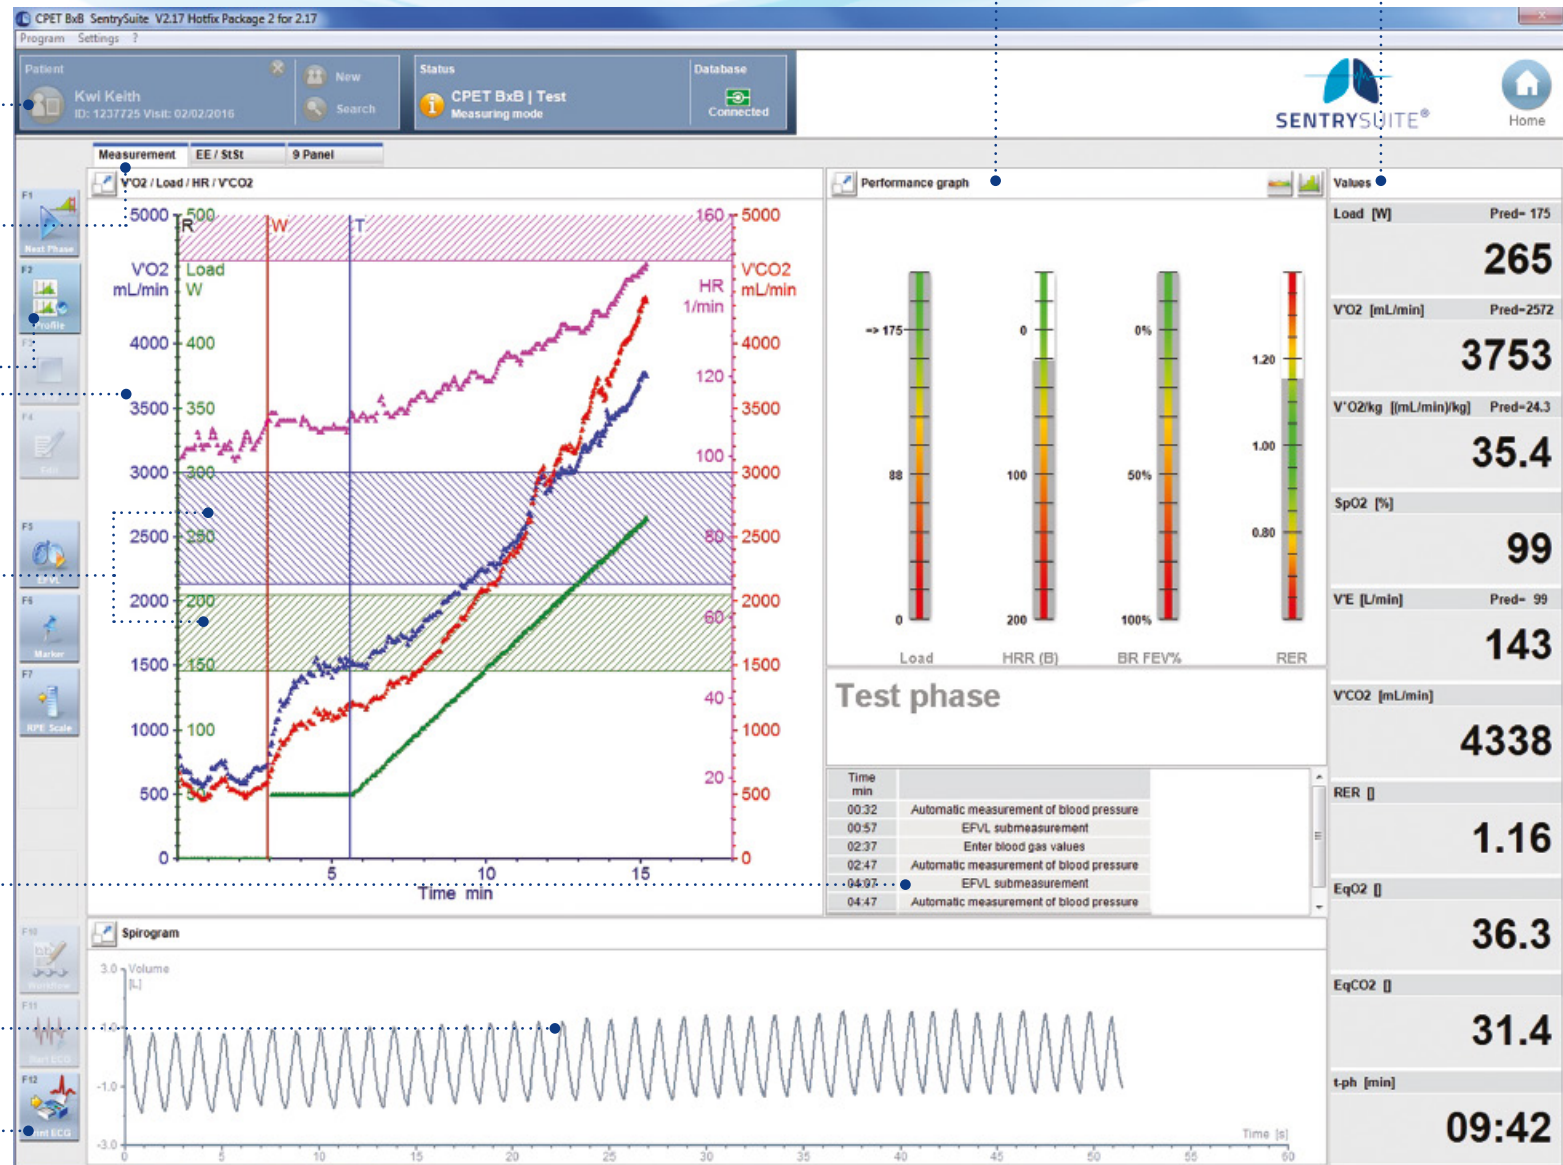 CPET BxB SentrySuite V2.17 Hotfix Package 2 for 2.17
Program Settings ?
Patient
Kwi Keith
ID: 1237725 Visit: 02/02/2016
New
Search
Status
CPET BxB | Test
Measuring mode
Database
Connected
SENTRYSUITE®
Home
Measurement EE / StSt 9 Panel
F1
Next Phase
F2
Profile
F3
F4
Edit
F5
EFVL
F6
Marker
F7
RPE Scale
F10
Workflow
F11
Start ECG
F12
Print ECG
V'O2 / Load / HR / V'CO2
5000 500 R W T 160 5000
V'O2 Load HR V'CO2
mL/min W 1/min mL/min
4000 400 4000
120
3500 350 3500
100
3000 300 3000
2500 250 80 2500
2000 200 2000
60
1500 150 1500
40
1000 100 1000
20
500 50 500
0 0
5 10 15
Time min
Performance graph
=> 175 0 0% 1.20
1.00
88 100 50%
0.80
0 200 100%
Load HRR (B) BR FEV% RER
Test phase
Time
min
00:32 Automatic measurement of blood pressure
00:57 EFVL submeasurement
02:37 Enter blood gas values
02:47 Automatic measurement of blood pressure
04:07 EFVL submeasurement
04:47 Automatic measurement of blood pressure
Spirogram
3.0 Volume
[L]
1.0
-1.0
-3.0
Time [s]
0 5 10 15 20 25 30 35 40 45 50 55 60
Values
Load [W] Pred= 175
265
V'O2 [mL/min] Pred=2572
3753
V'O2/kg [(mL/min)/kg] Pred=24.3
35.4
SpO2 [%]
99
V'E [L/min] Pred= 99
143
V'CO2 [mL/min]
4338
RER []
1.16
EqO2 []
36.3
EqCO2 []
31.4
t-ph [min]
09:42